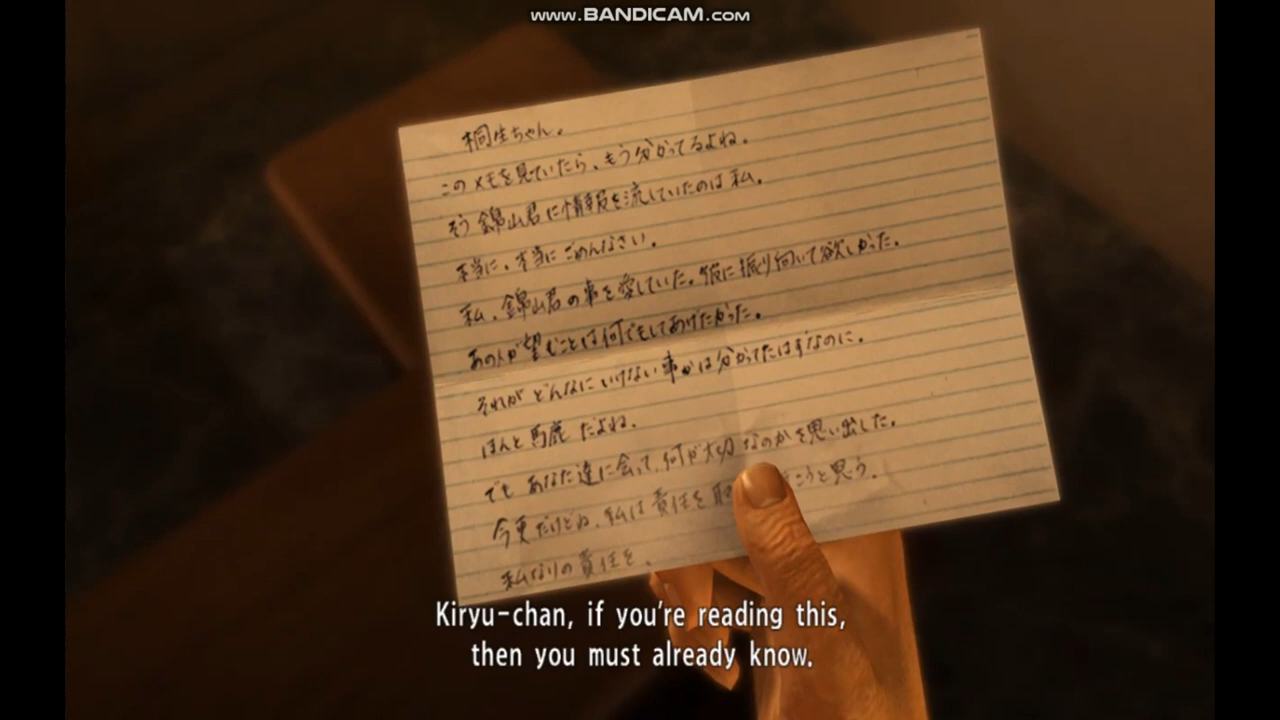 www.BANDICAM.com
桐生ちゃん。
このメモを見ていたら、もう分かってるよね。
そう 錦山君に情報を流していたのは私。
本当に。本当にごめんなさい。
私、錦山君の事を愛していた。彼に振り向いて欲しかった。
あの人が望むことは何でもしてあげたかった。
それが どんなに いけない事かは分かってたはずなのに。
ほんと馬鹿 だよね。
でも あなた達に会って、何が大切なのかを思い出した。
今更だけどね、私は責任を取 こうと思う。
私なりの責任を。
Kiryu-chan, if you're reading this,
then you must already know.